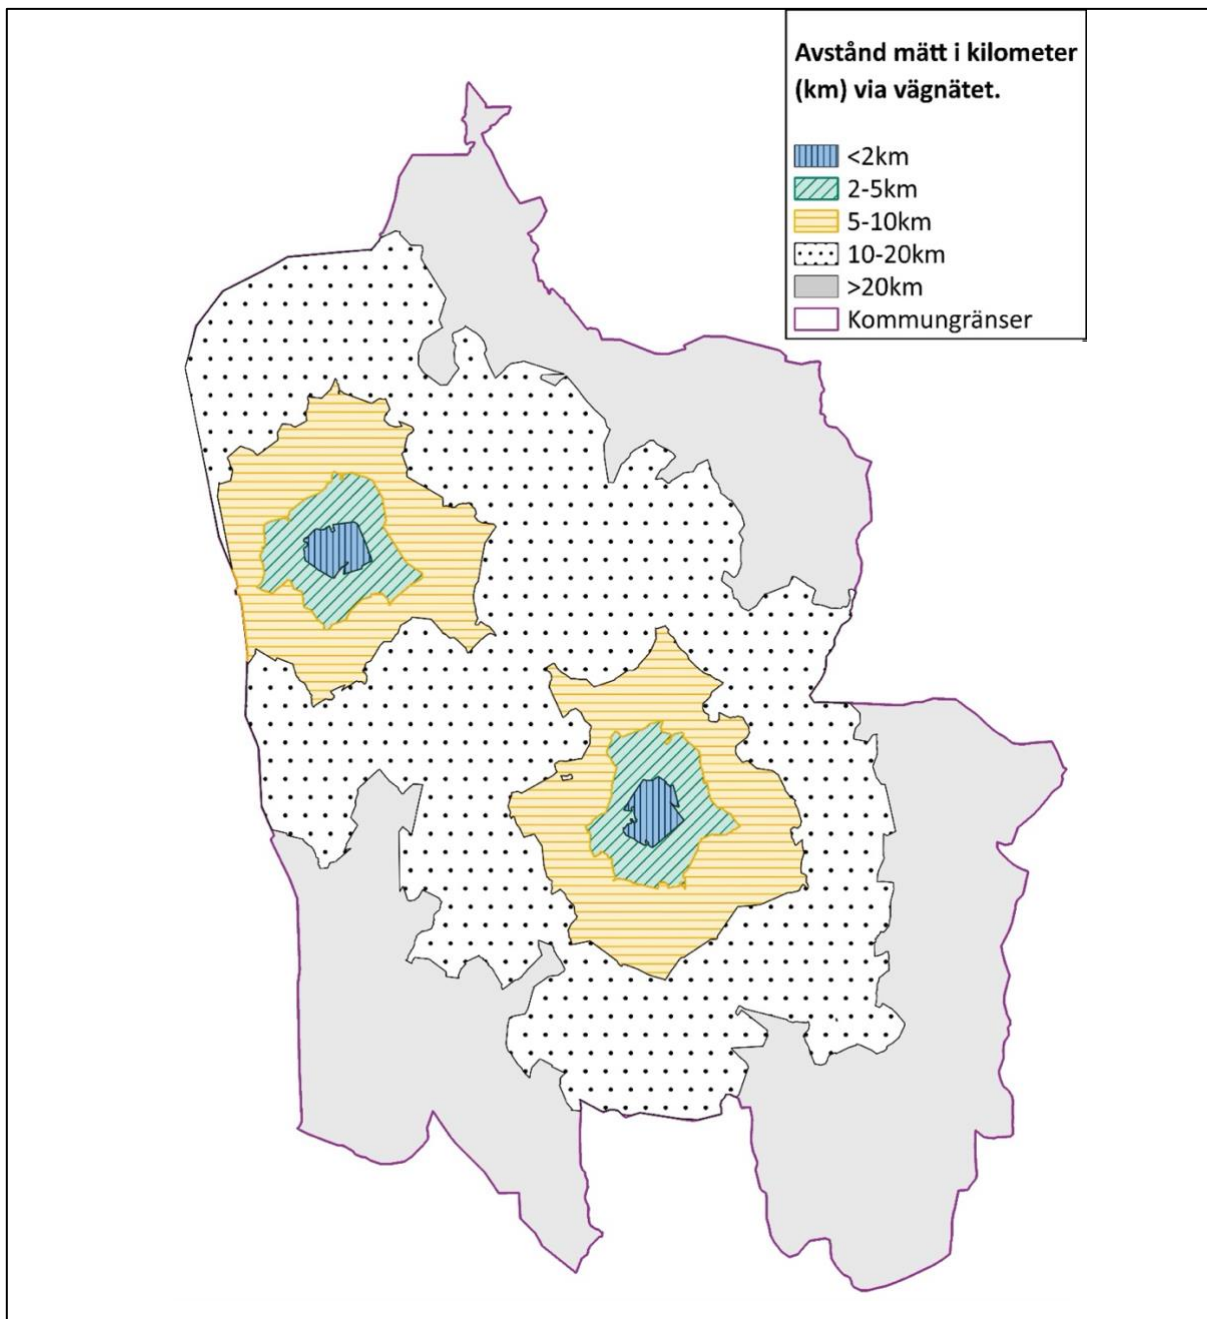 Avstånd mätt i kilometer
(km) via vägnätet.
<2km
2-5km
5-10km
10-20km
>20km
Kommungränser